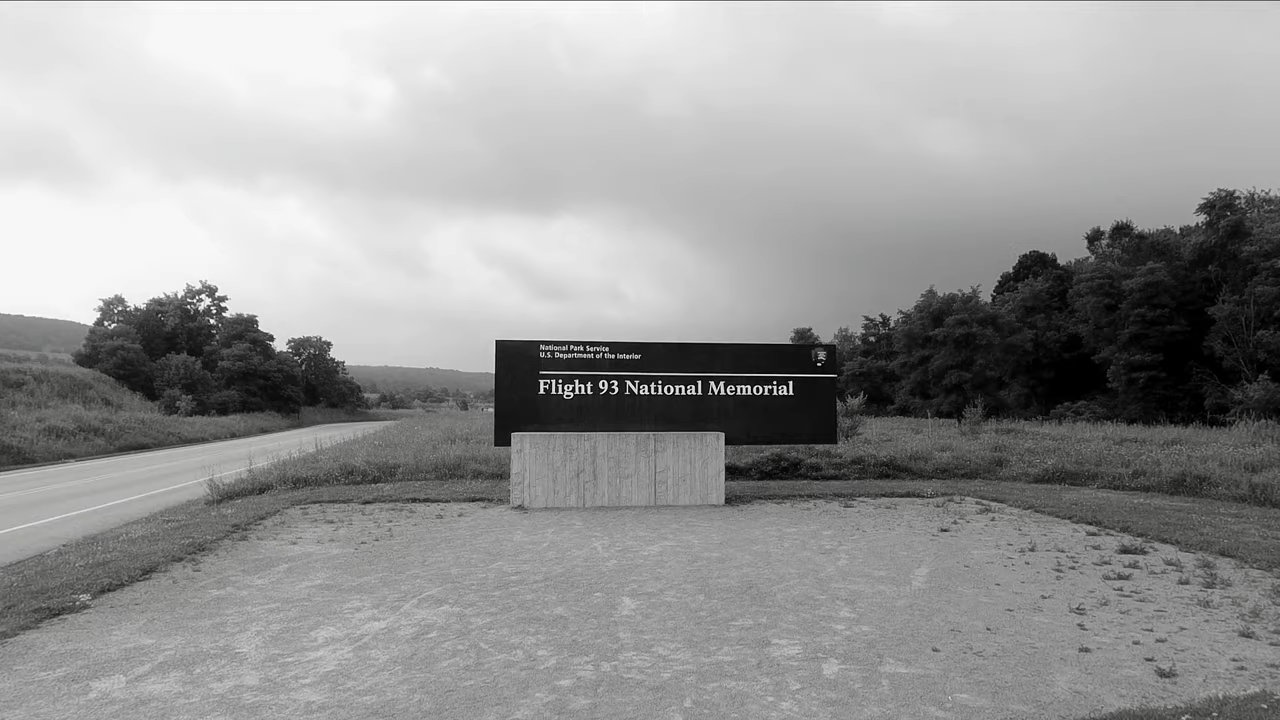 National Park Service
U.S. Department of the Interior
Flight 93 National Memorial